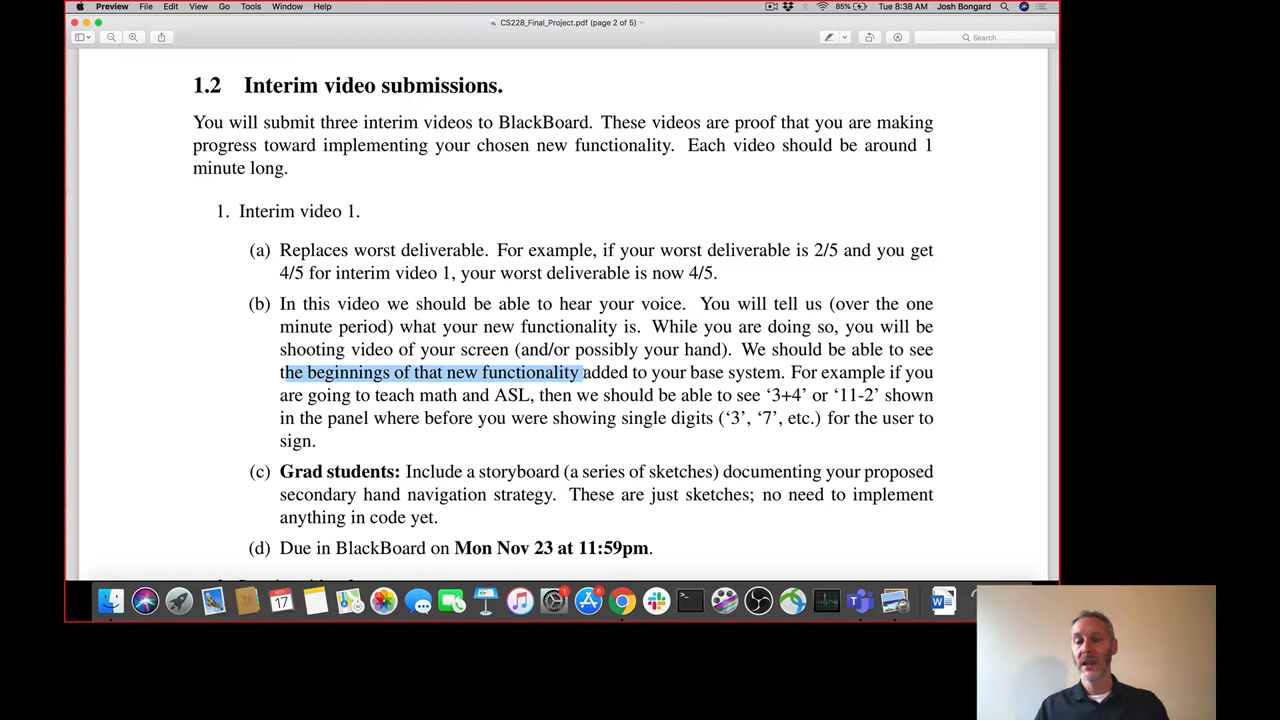 Preview File Edit View Go Tools Window Help 85% Tue 8:38 AM Josh Bongard
CS228_Final_Project.pdf (page 2 of 5)
Search
1.2 Interim video submissions.
You will submit three interim videos to BlackBoard. These videos are proof that you are making
progress toward implementing your chosen new functionality. Each video should be around 1
minute long.
1. Interim video 1.
(a) Replaces worst deliverable. For example, if your worst deliverable is 2/5 and you get
4/5 for interim video 1, your worst deliverable is now 4/5.
(b) In this video we should be able to hear your voice. You will tell us (over the one
minute period) what your new functionality is. While you are doing so, you will be
shooting video of your screen (and/or possibly your hand). We should be able to see
the beginnings of that new functionality added to your base system. For example if you
are going to teach math and ASL, then we should be able to see ‘3+4’ or ‘11-2’ shown
in the panel where before you were showing single digits (‘3’, ‘7’, etc.) for the user to
sign.
(c) Grad students: Include a storyboard (a series of sketches) documenting your proposed
secondary hand navigation strategy. These are just sketches; no need to implement
anything in code yet.
(d) Due in BlackBoard on Mon Nov 23 at 11:59pm.
NOV
17